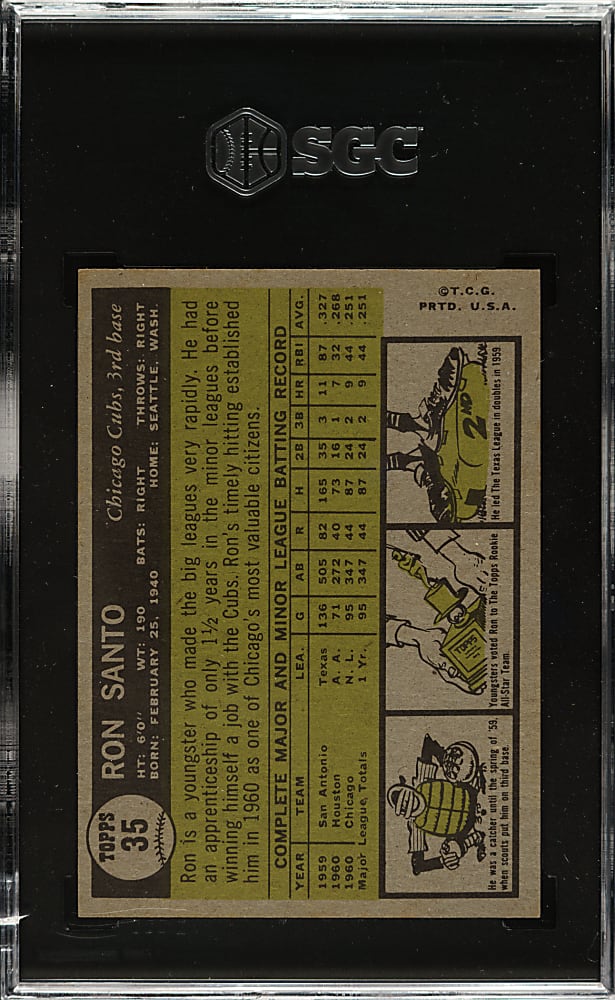 SGC
TOPPS
35
RON SANTO
Chicago Cubs, 3rd base
HT: 6'0" WT: 190 BATS: RIGHT THROWS: RIGHT
BORN: FEBRUARY 25, 1940 HOME: SEATTLE, WASH.
Ron is a youngster who made the big leagues very rapidly. He had
an apprenticeship of only 1½ years in the minor leagues before
winning himself a job with the Cubs. Ron's timely hitting established
him in 1960 as one of Chicago's most valuable citizens.
COMPLETE MAJOR AND MINOR LEAGUE BATTING RECORD
YEAR TEAM LEA. G AB R H 2B 3B HR RBI AVG.
1959 San Antonio Texas 136 505 82 165 35 3 11 87 .327
1960 Houston A. A. 71 272 40 73 16 1 7 32 .268
1960 Chicago N. L. 95 347 44 87 24 2 9 44 .251
Major League Totals 1 Yr. 95 347 44 87 24 2 9 44 .251
He was a catcher until the spring of '59,
when scouts put him on third base.
TOPPS
Youngsters voted Ron to The Topps Rookie
All-Star Team.
2ND
He led The Texas League in doubles in 1959.
©T.C.G.
PRTD. U.S.A.